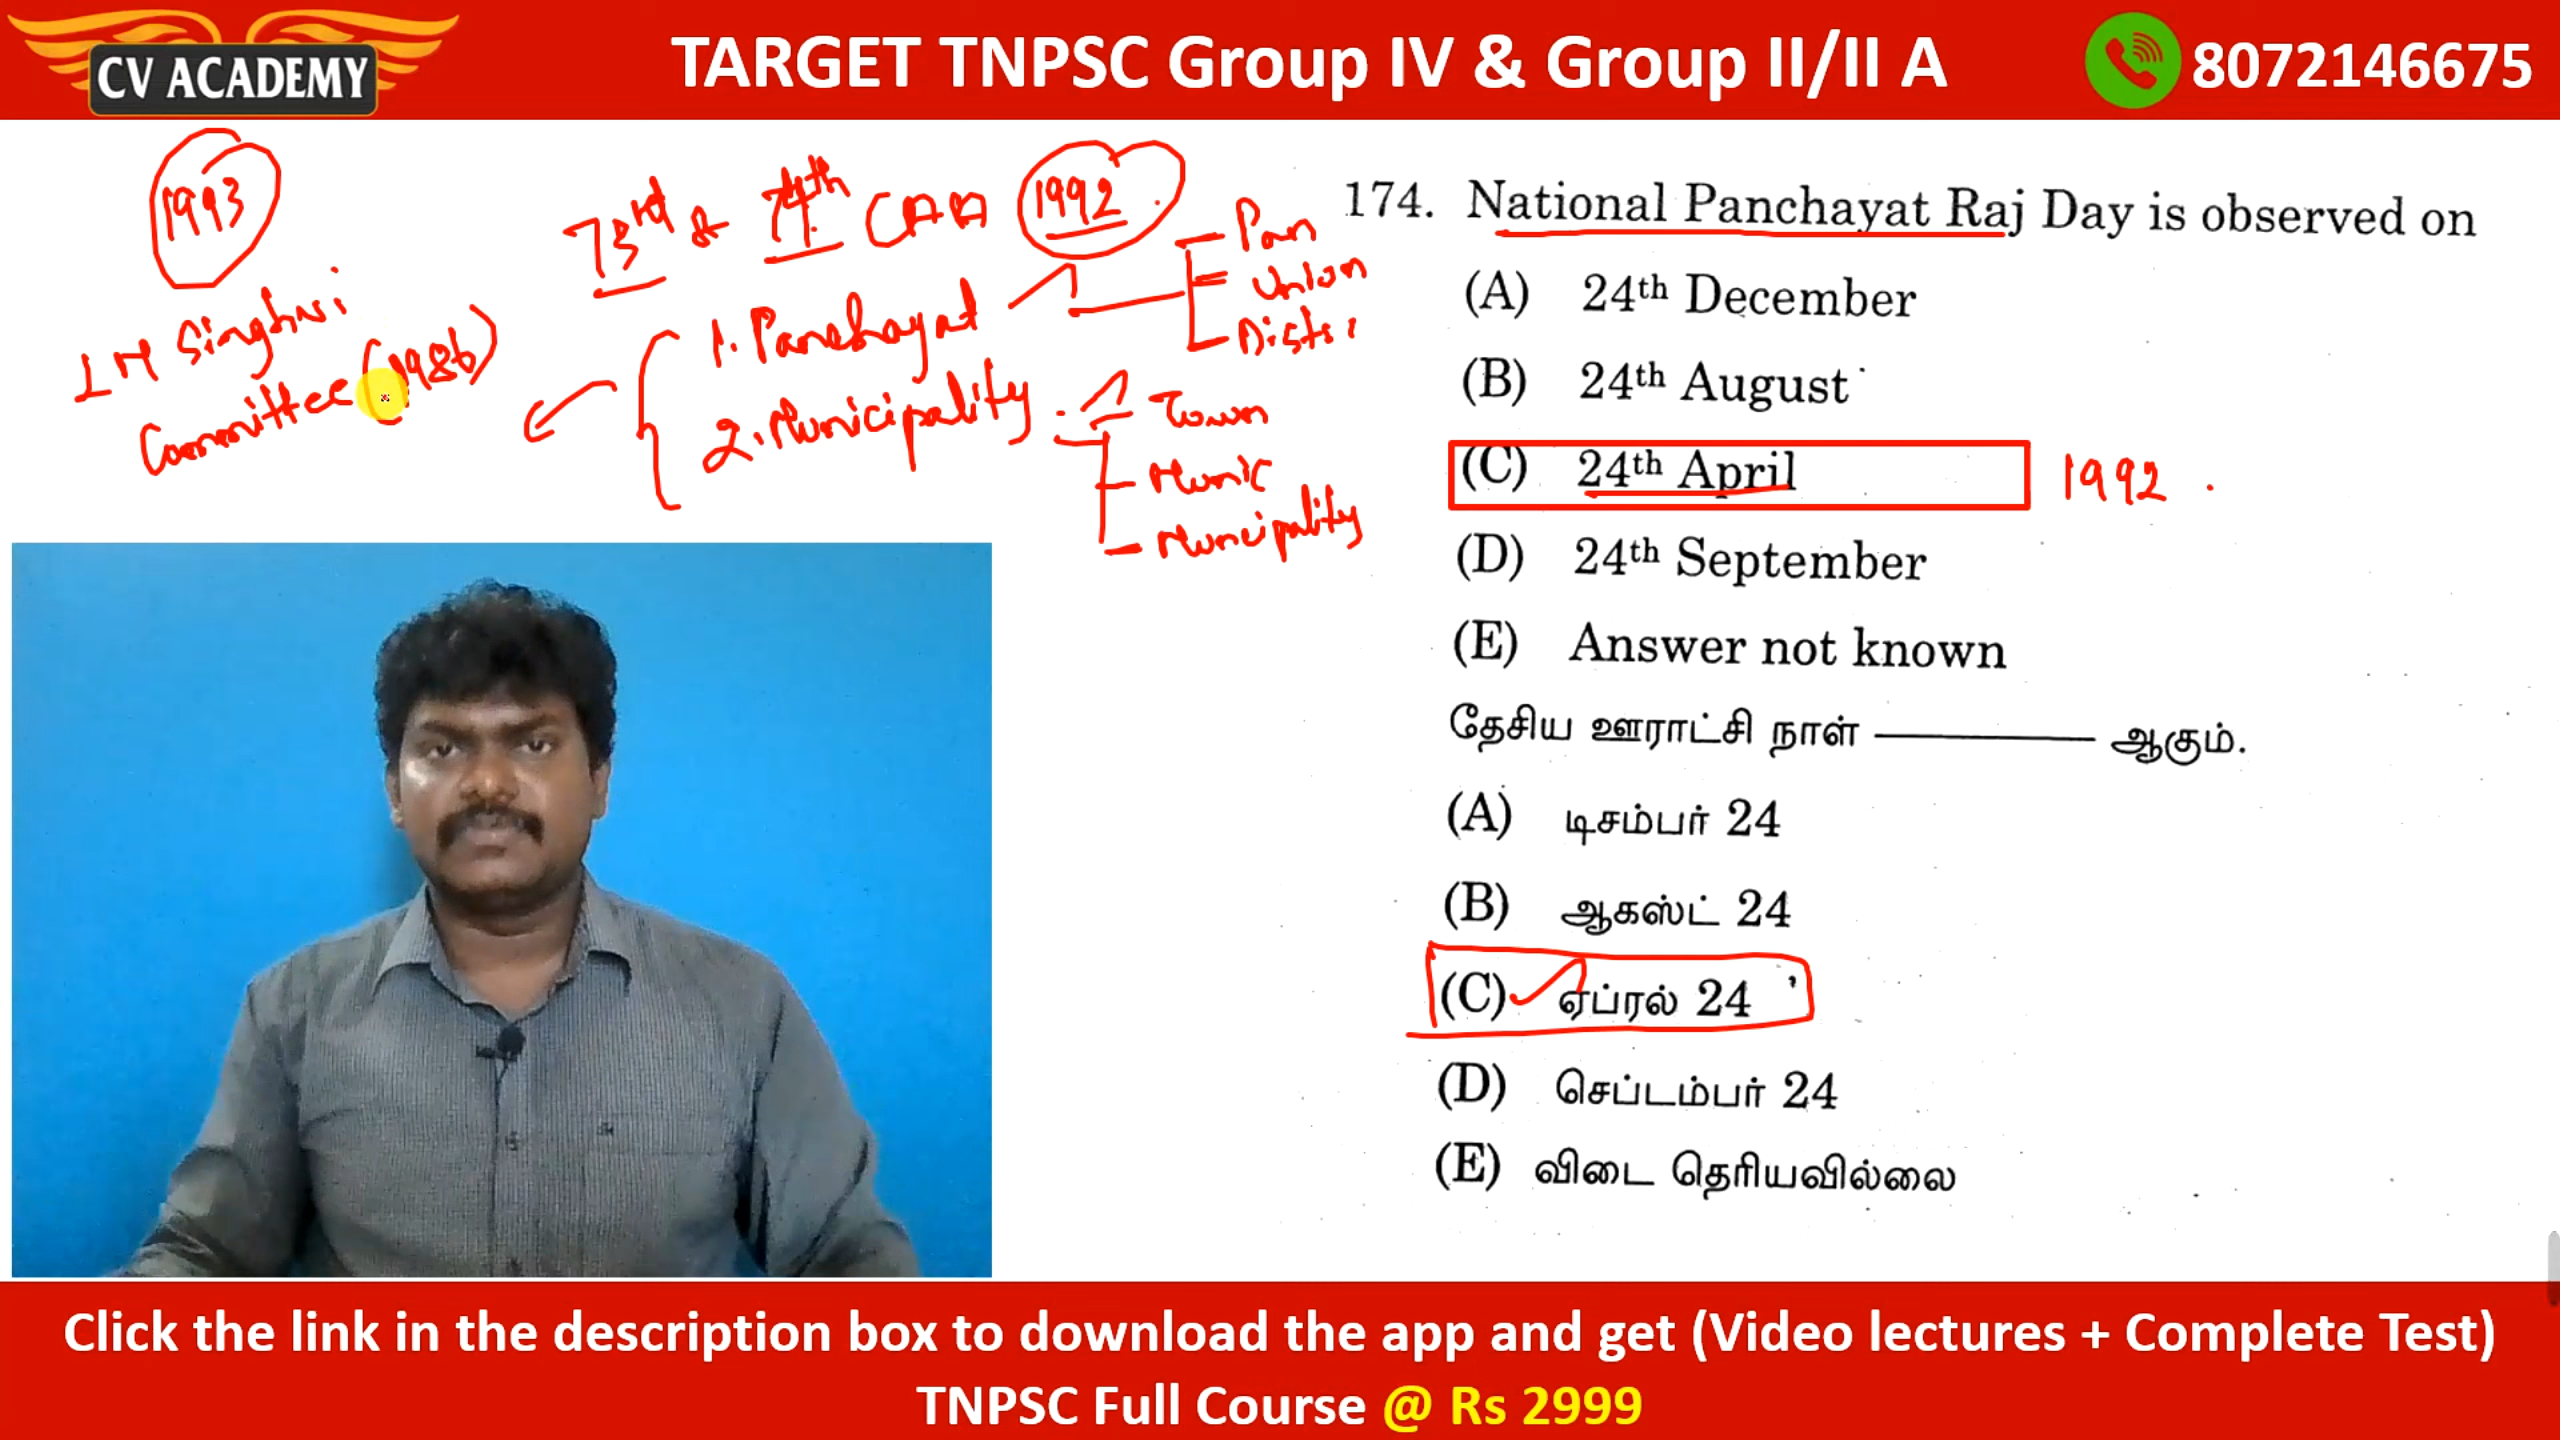 CV ACADEMY
TARGET TNPSC Group IV & Group II/II A
8072146675
1993
73rd & 74th CAA 1992
L M Singhvi
Committee (1986)
1. Panchayat
2. Municipality
Pan
Union
Town
Munic
Municipality
174. National Panchayat Raj Day is observed on
(A) 24th December
(B) 24th August
(C) 24th April
1992
(D) 24th September
(E) Answer not known
தேசிய ஊராட்சி நாள் ———— ஆகும்.
(A) டிசம்பர் 24
(B) ஆகஸ்ட் 24
(C) ஏப்ரல் 24
(D) செப்டம்பர் 24
(E) விடை தெரியவில்லை
Click the link in the description box to download the app and get (Video lectures + Complete Test)
TNPSC Full Course @ Rs 2999